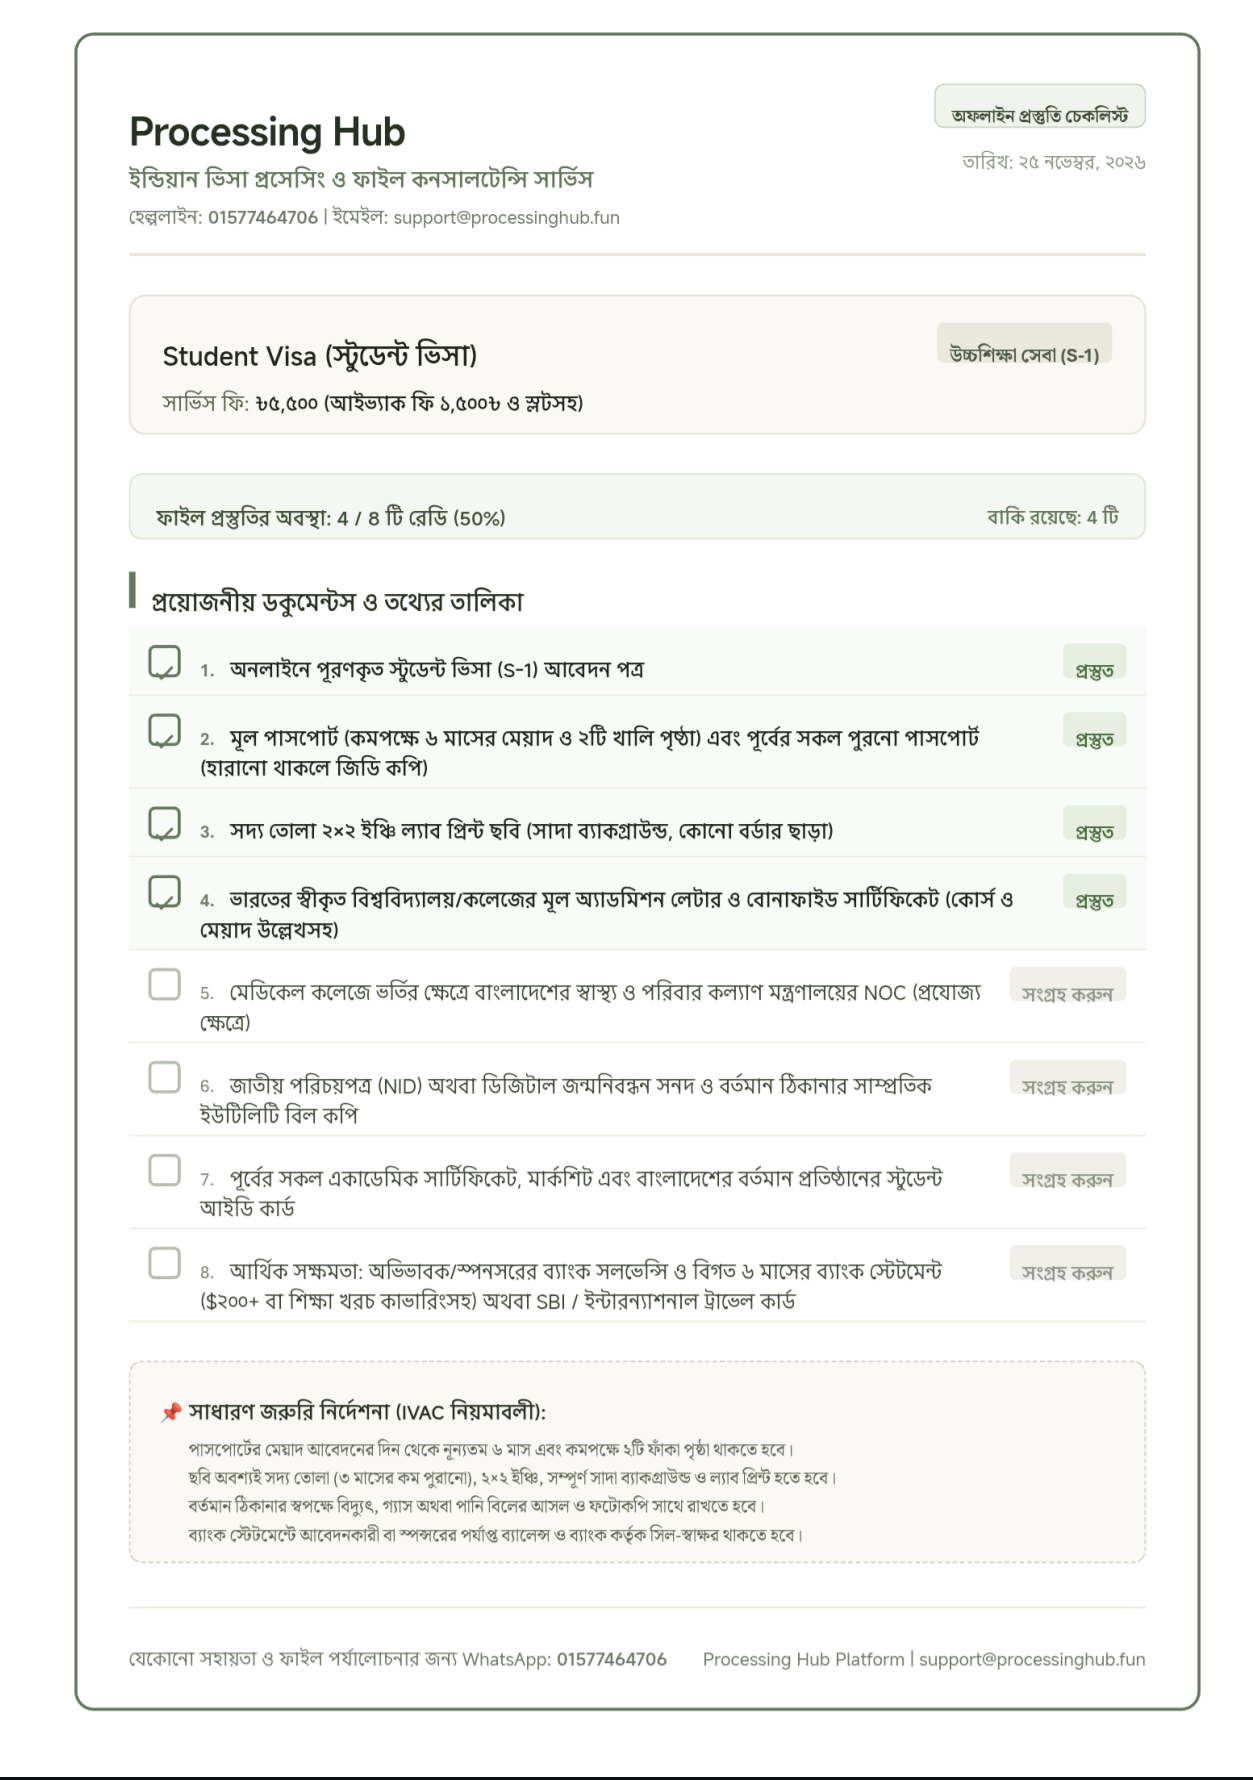 Processing Hub
অফলাইন প্রস্তুতি চেকলিস্ট
ইন্ডিয়ান ভিসা প্রসেসিং ও ফাইল কনসালটেন্সি সার্ভিস
তারিখ: ২৫ নভেম্বর, ২০২৬
হেল্পলাইন: 01577464706 | ইমেইল: support@processinghub.fun
Student Visa (স্টুডেন্ট ভিসা)
উচ্চশিক্ষা সেবা (S-1)
সার্ভিস ফি: ৳৫,৫০০ (আইভ্যাক ফি ১,৫০০৳ ও স্লটসহ)
ফাইল প্রস্তুতির অবস্থা: 4 / 8 টি রেডি (50%)
বাকি রয়েছে: 4 টি
প্রয়োজনীয় ডকুমেন্টস ও তথ্যের তালিকা
1. অনলাইনে পূরণকৃত স্টুডেন্ট ভিসা (S-1) আবেদন পত্র
প্রস্তুত
2. মূল পাসপোর্ট (কমপক্ষে ৬ মাসের মেয়াদ ও ২টি খালি পৃষ্ঠা) এবং পূর্বের সকল পুরনো পাসপোর্ট
(হারানো থাকলে জিডি কপি)
প্রস্তুত
3. সদ্য তোলা ২×২ ইঞ্চি ল্যাব প্রিন্ট ছবি (সাদা ব্যাকগ্রাউন্ড, কোনো বর্ডার ছাড়া)
প্রস্তুত
4. ভারতের স্বীকৃত বিশ্ববিদ্যালয়/কলেজের মূল অ্যাডমিশন লেটার ও বোনাফাইড সার্টিফিকেট (কোর্স ও
মেয়াদ উল্লেখসহ)
প্রস্তুত
5. মেডিকেল কলেজে ভর্তির ক্ষেত্রে বাংলাদেশের স্বাস্থ্য ও পরিবার কল্যাণ মন্ত্রণালয়ের NOC (প্রযোজ্য
ক্ষেত্রে)
সংগ্রহ করুন
6. জাতীয় পরিচয়পত্র (NID) অথবা ডিজিটাল জন্মনিবন্ধন সনদ ও বর্তমান ঠিকানার সাম্প্রতিক
ইউটিলিটি বিল কপি
সংগ্রহ করুন
7. পূর্বের সকল একাডেমিক সার্টিফিকেট, মার্কশিট এবং বাংলাদেশের বর্তমান প্রতিষ্ঠানের স্টুডেন্ট
আইডি কার্ড
সংগ্রহ করুন
8. আর্থিক সক্ষমতা: অভিভাবক/স্পনসরের ব্যাংক সলভেন্সি ও বিগত ৬ মাসের ব্যাংক স্টেটমেন্ট
($২০০+ বা শিক্ষা খরচ কাভারিংসহ) অথবা SBI / ইন্টারন্যাশনাল ট্রাভেল কার্ড
সংগ্রহ করুন
📌 সাধারণ জরুরি নির্দেশনা (IVAC নিয়মাবলী):
পাসপোর্টের মেয়াদ আবেদনের দিন থেকে নূন্যতম ৬ মাস এবং কমপক্ষে ২টি ফাঁকা পৃষ্ঠা থাকতে হবে।
ছবি অবশ্যই সদ্য তোলা (৩ মাসের কম পুরানো), ২×২ ইঞ্চি, সম্পূর্ণ সাদা ব্যাকগ্রাউন্ড ও ল্যাব প্রিন্ট হতে হবে।
বর্তমান ঠিকানার স্বপক্ষে বিদ্যুৎ, গ্যাস অথবা পানি বিলের আসল ও ফটোকপি সাথে রাখতে হবে।
ব্যাংক স্টেটমেন্টে আবেদনকারী বা স্পন্সরের পর্যাপ্ত ব্যালেন্স ও ব্যাংক কর্তৃক সিল-স্বাক্ষর থাকতে হবে।
যেকোনো সহায়তা ও ফাইল পর্যালোচনার জন্য WhatsApp: 01577464706
Processing Hub Platform | support@processinghub.fun